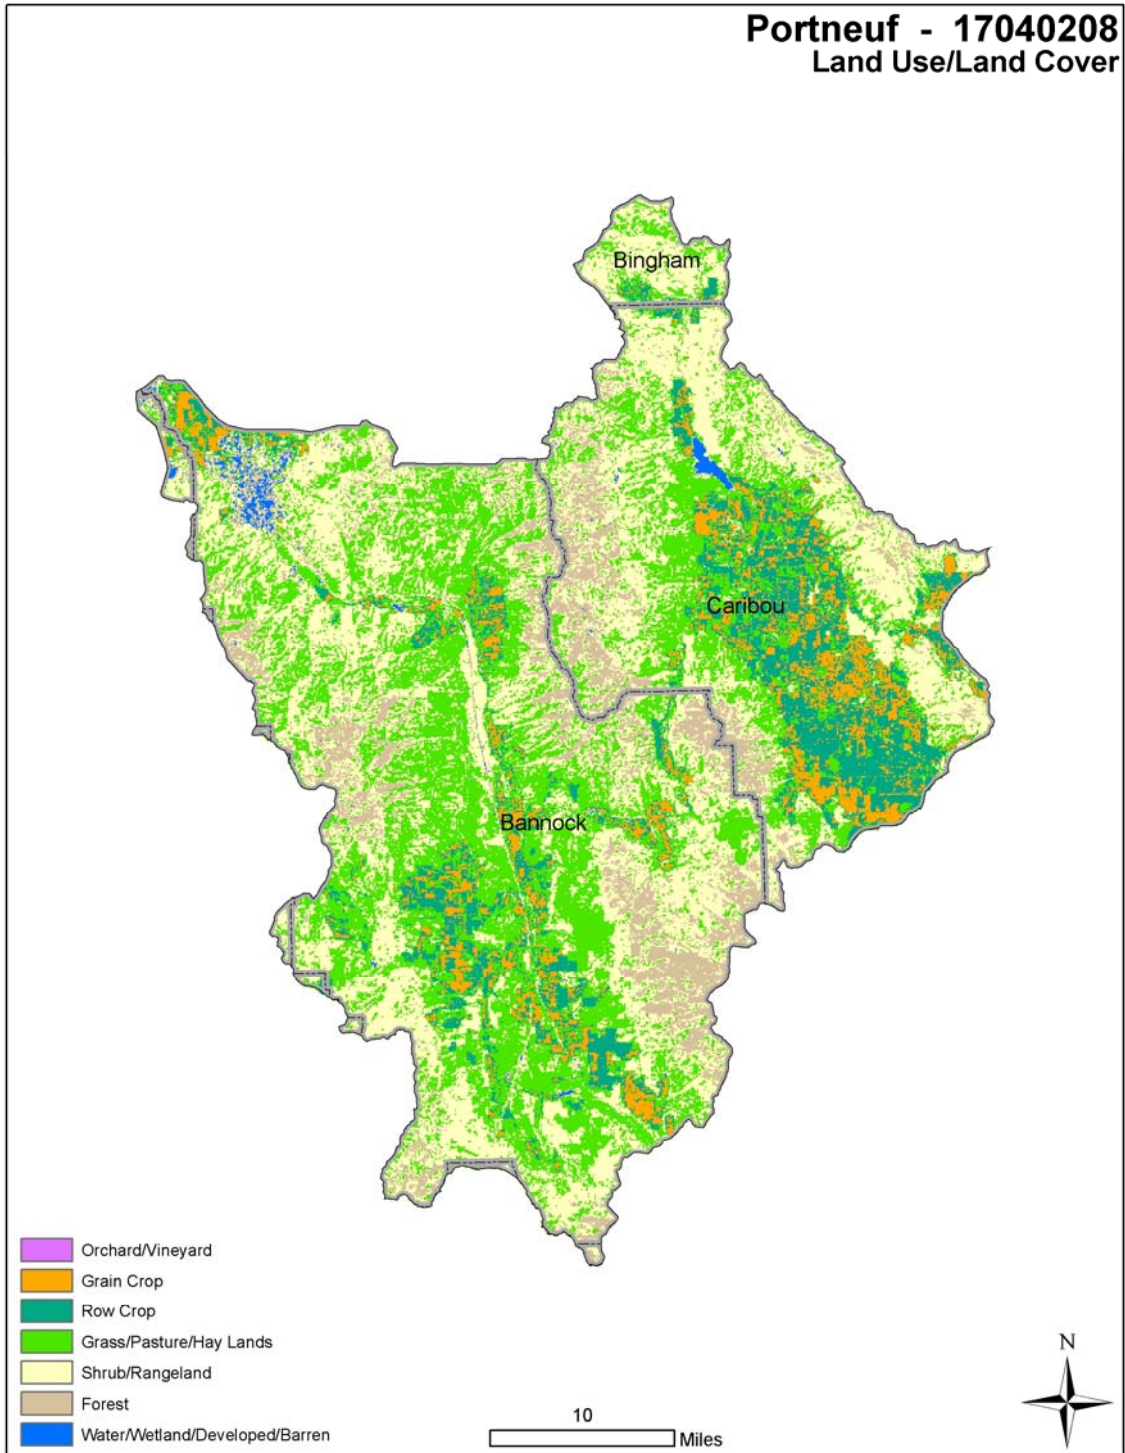 Portneuf - 17040208
Land Use/Land Cover
Bingham
Caribou
Bannock
Orchard/Vineyard
Grain Crop
Row Crop
Grass/Pasture/Hay Lands
Shrub/Rangeland
Forest
Water/Wetland/Developed/Barren
10
Miles
N